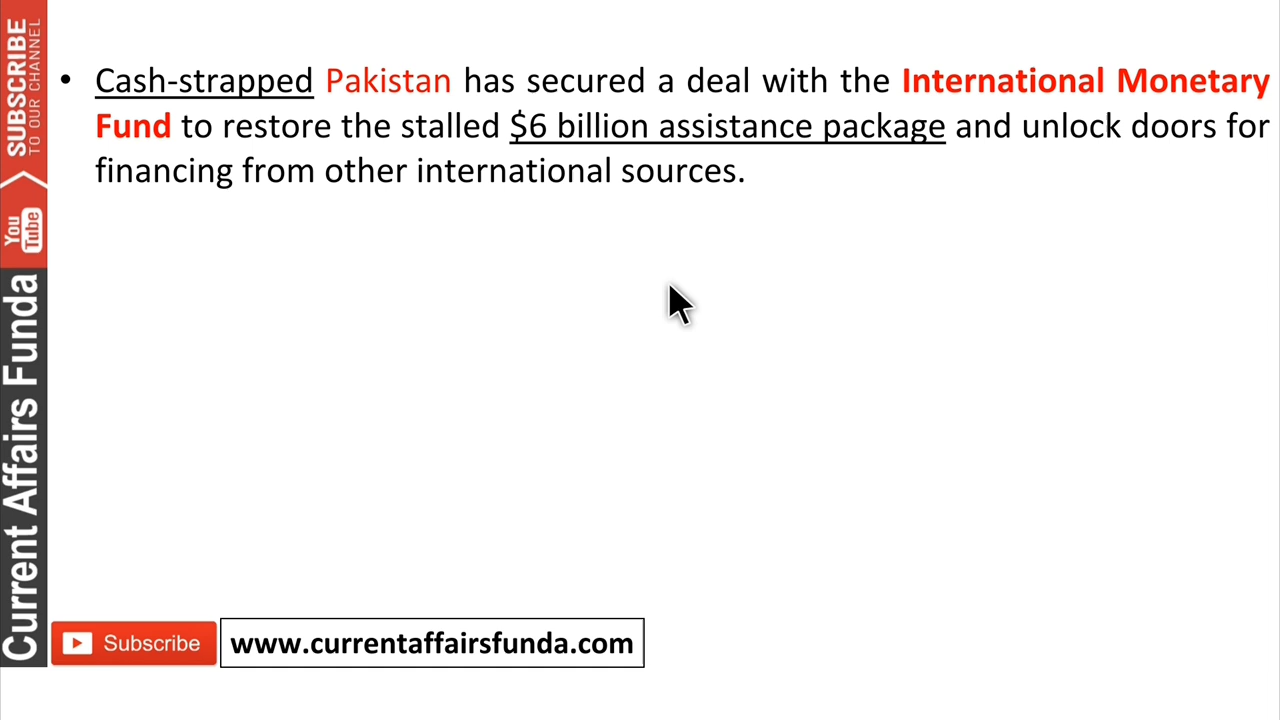 • Cash-strapped Pakistan has secured a deal with the International Monetary
Fund to restore the stalled $6 billion assistance package and unlock doors for
financing from other international sources.
SUBSCRIBE
TO OUR CHANNEL
You
Tube
Current Affairs Funda
Subscribe
www.currentaffairsfunda.com